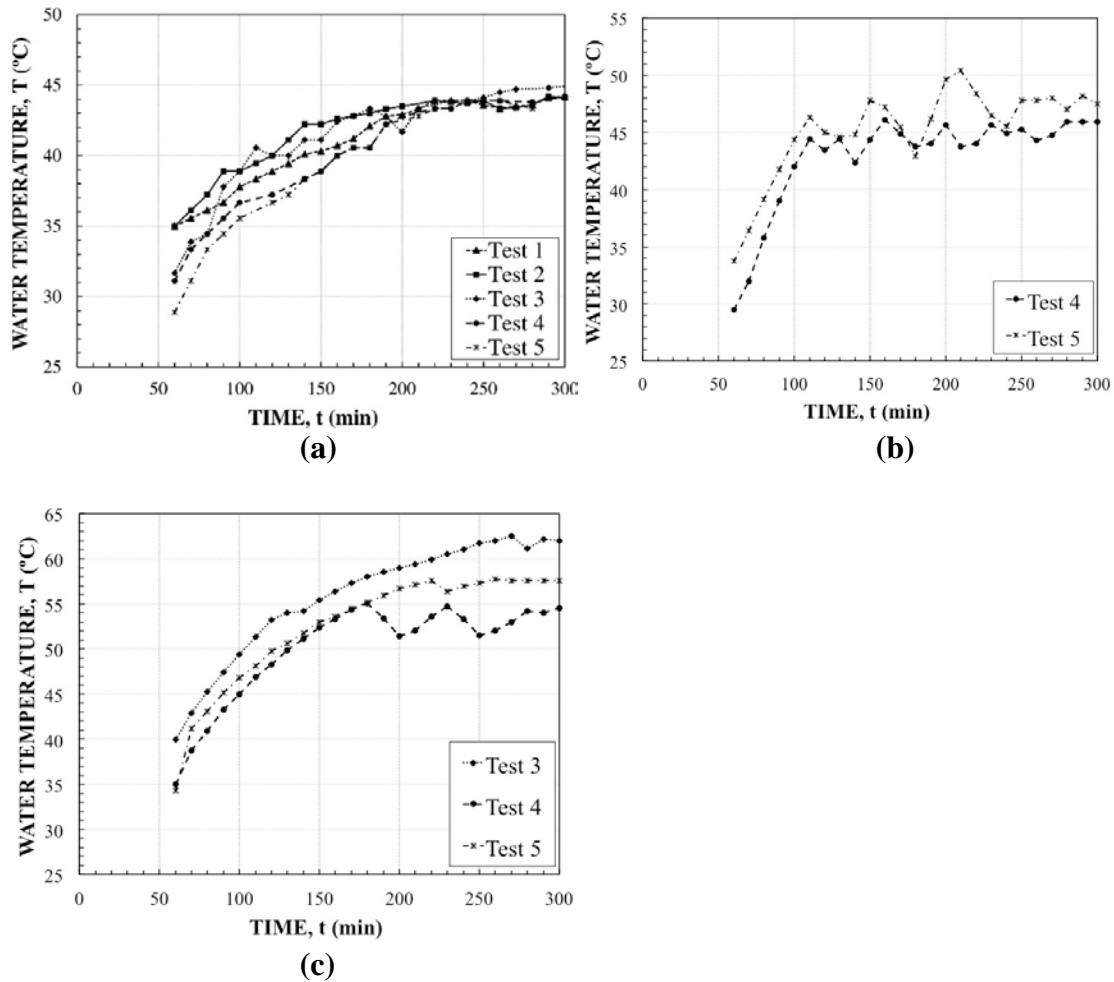 50
45
40
35
30
25
WATER TEMPERATURE, T (ºC)
Test 1
Test 2
Test 3
Test 4
Test 5
0 50 100 150 200 250 300
TIME, t (min)
(a)
55
50
45
40
35
30
25
WATER TEMPERATURE, T (ºC)
Test 4
Test 5
0 50 100 150 200 250 300
TIME, t (min)
(b)
65
60
55
50
45
40
35
30
25
WATER TEMPERATURE, T (ºC)
Test 3
Test 4
Test 5
0 50 100 150 200 250 300
TIME, t (min)
(c)